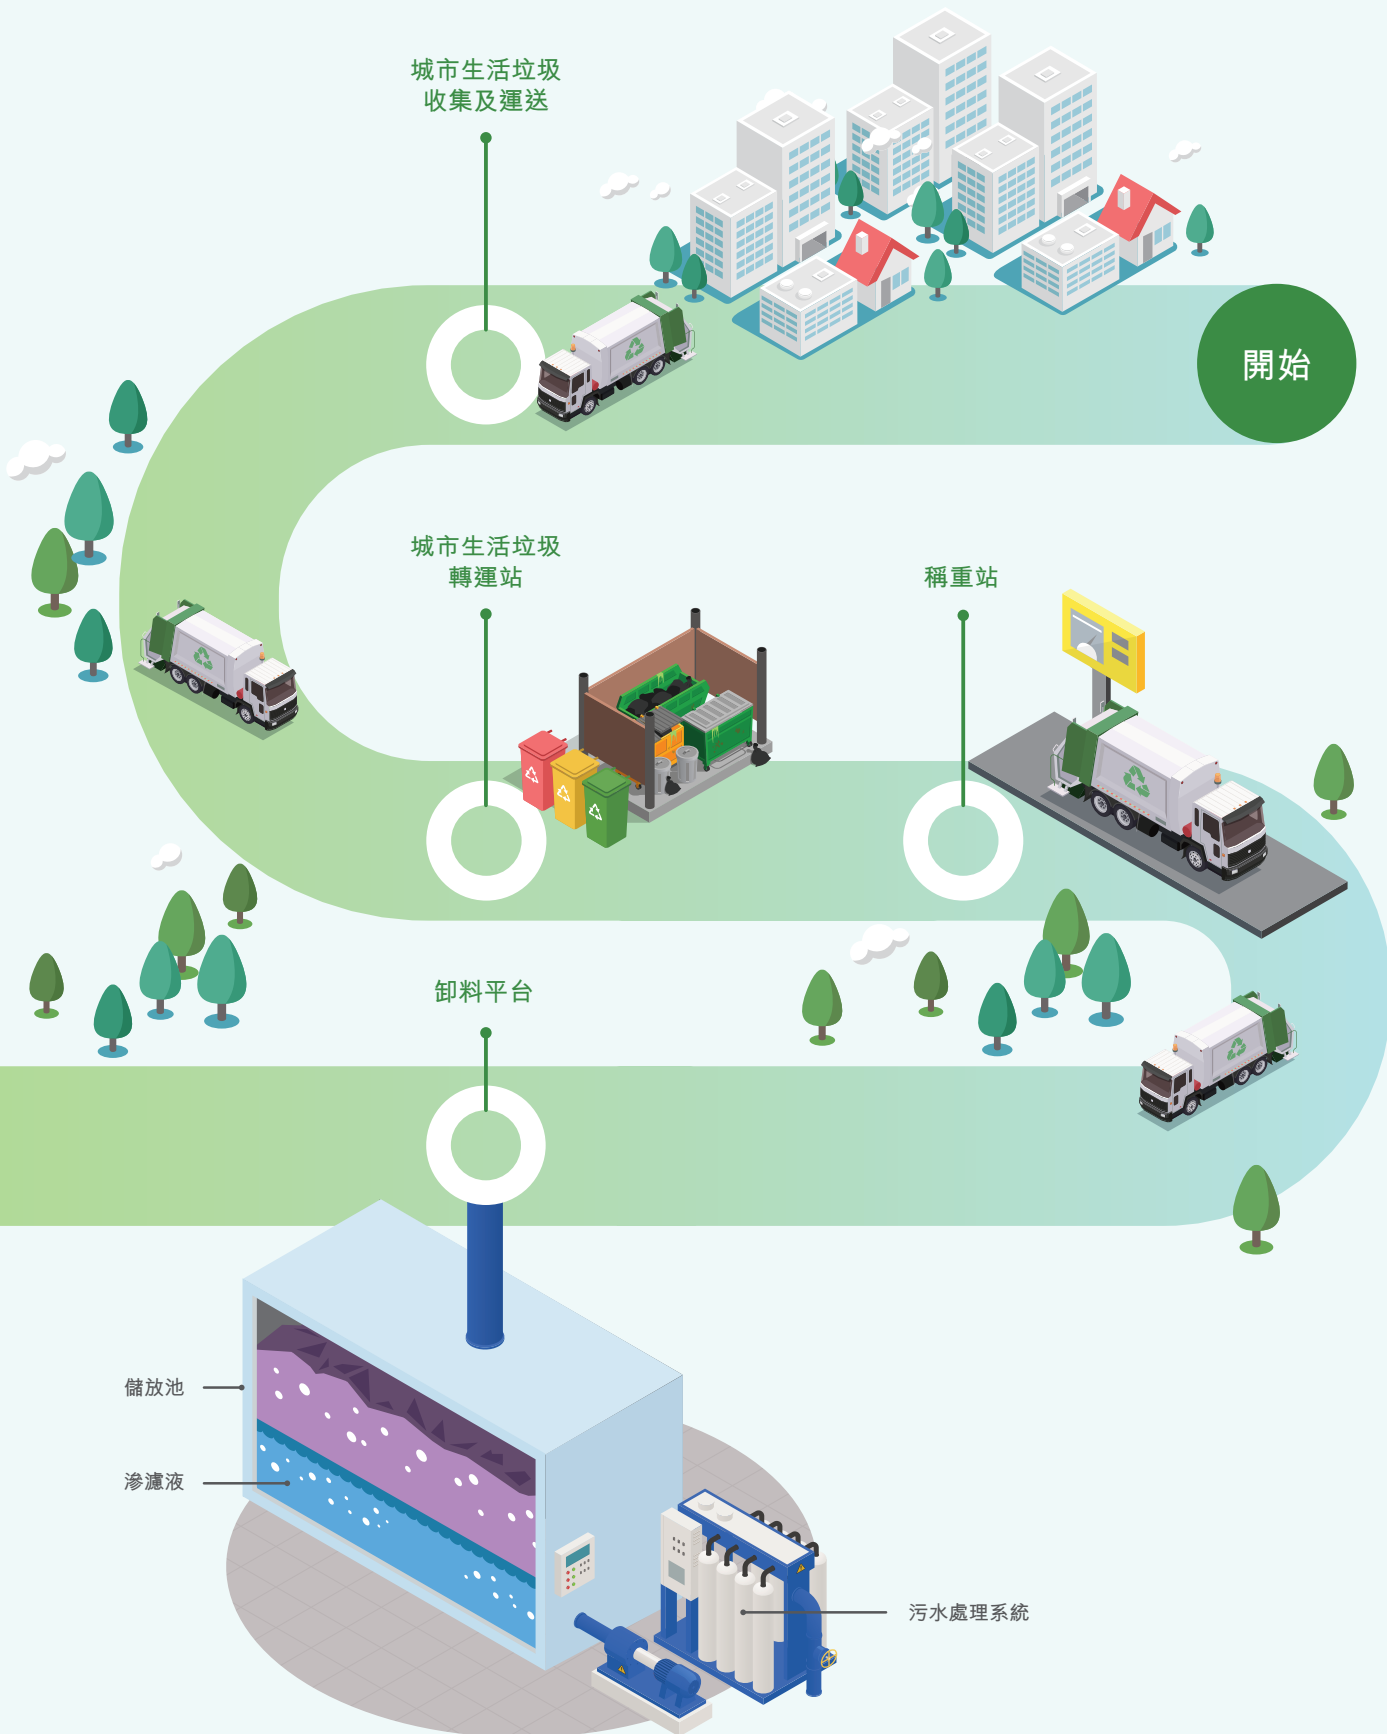 城市生活垃圾
收集及運送
開始
城市生活垃圾
轉運站
稱重站
卸料平台
儲放池
滲濾液
污水處理系統